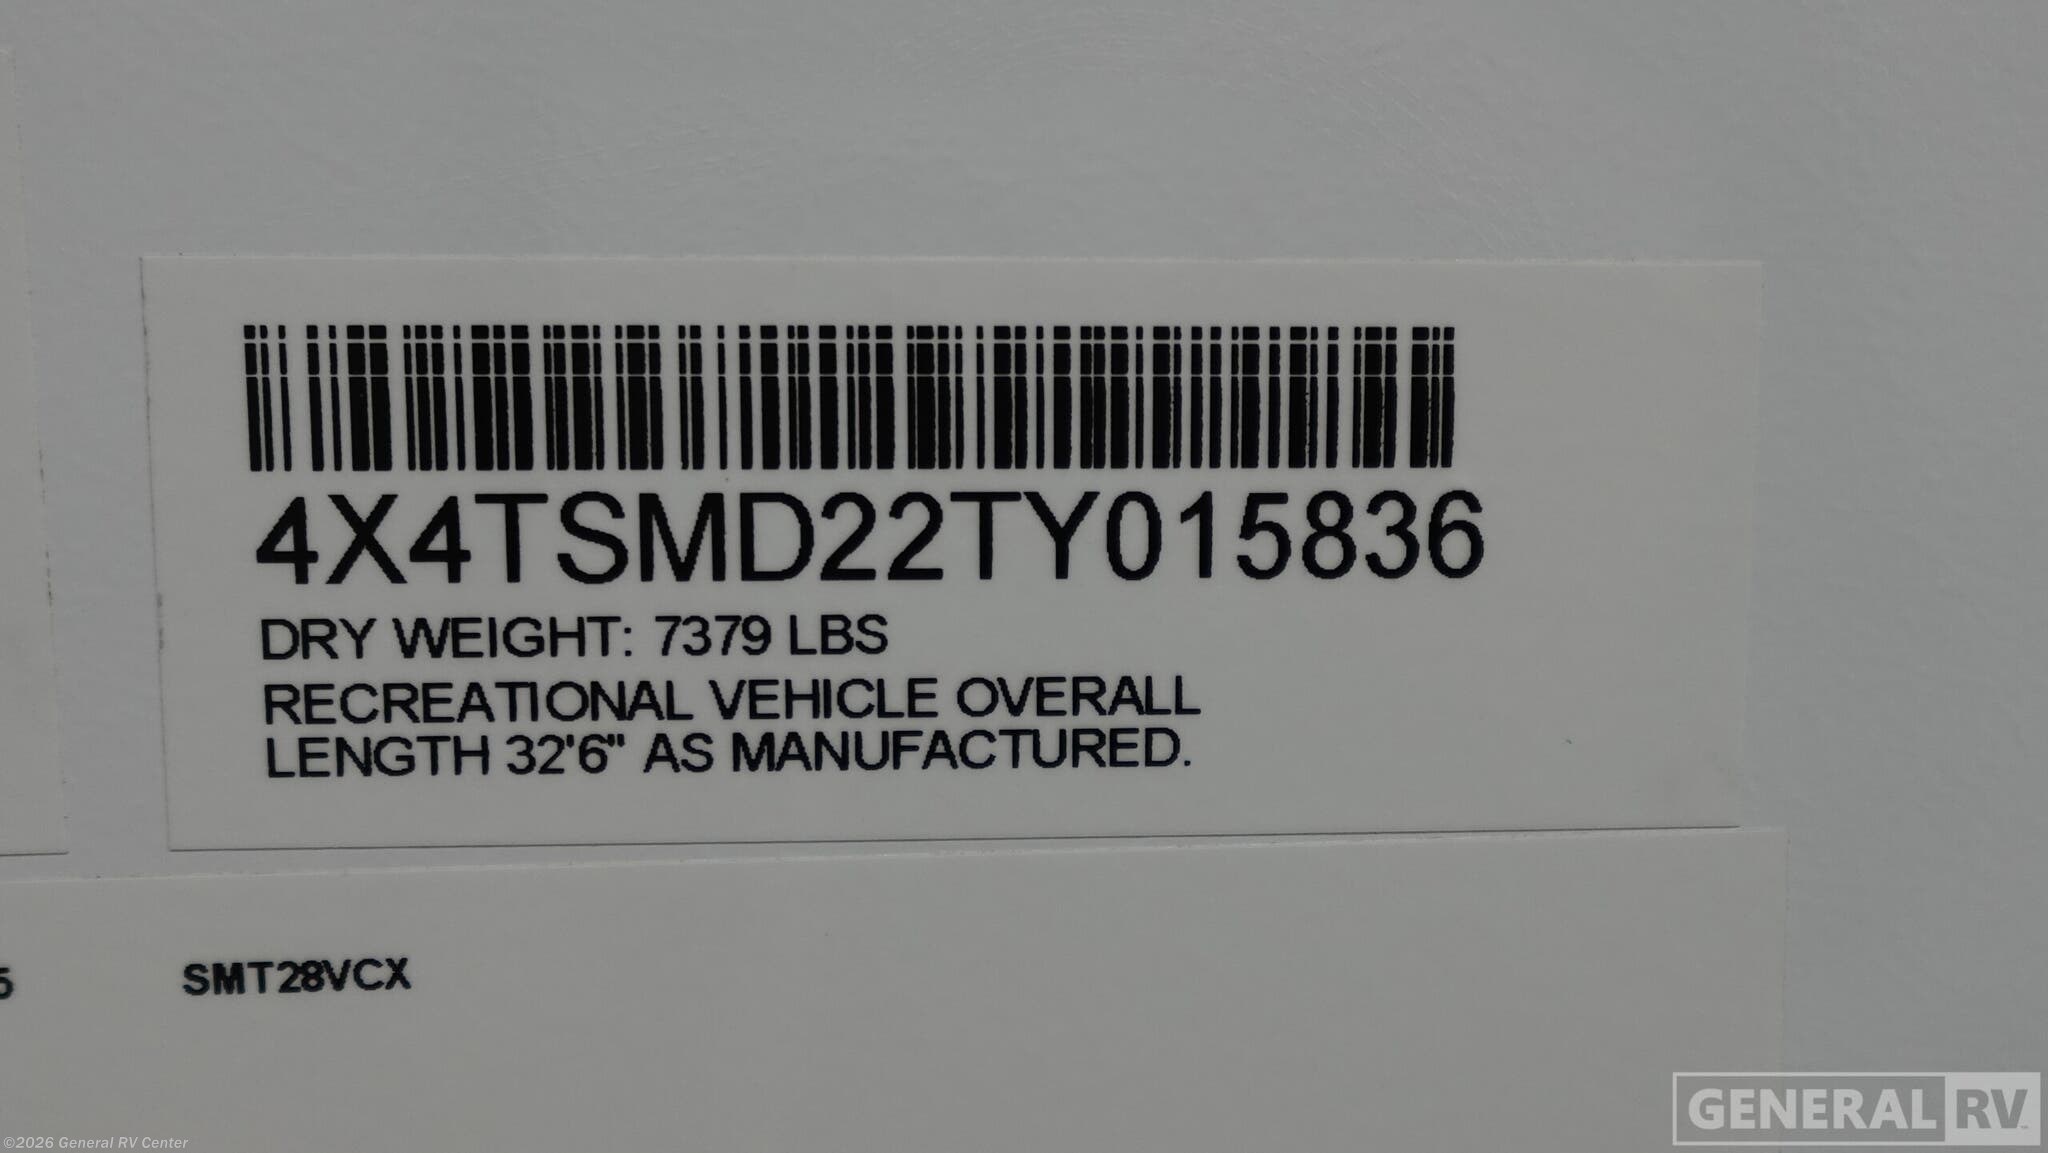 4X4TSMD22TY015836
DRY WEIGHT: 7379 LBS
RECREATIONAL VEHICLE OVERALL
LENGTH 32'6" AS MANUFACTURED.
5 SMT28VCX
GENERAL RV
©2026 General RV Center